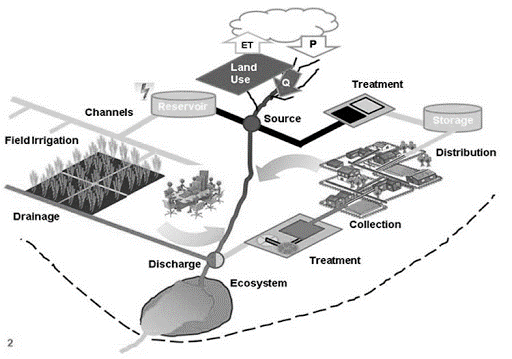 ET
P
Land
Use
Q
Treatment
Reservoir
Channels
Source
Storage
Field Irrigation
Distribution
Drainage
Collection
Discharge
Treatment
Ecosystem
2